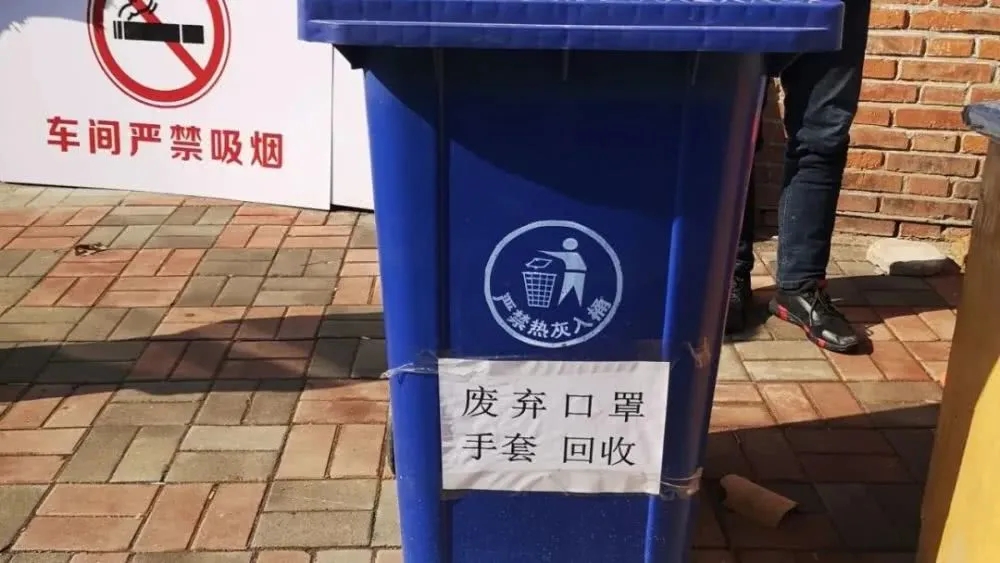 车间严禁吸烟
严禁热灰入桶
废弃口罩
手套 回收